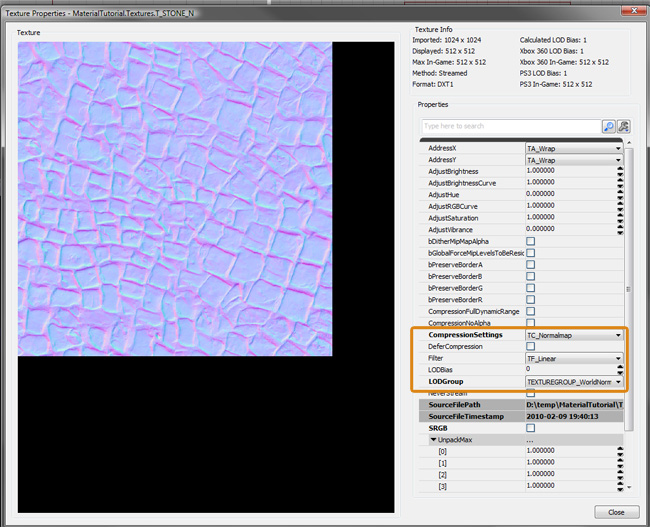 Texture Properties - MaterialTutorial.Textures.T_STONE_N
Texture
Texture Info
Imported: 1024 x 1024
Displayed: 512 x 512
Max In-Game: 512 x 512
Method: Streamed
Format: DXT1
Calculated LOD Bias: 1
Xbox 360 LOD Bias: 1
Xbox 360 In-Game: 512 x 512
PS3 LOD Bias: 1
PS3 In-Game: 512 x 512
Properties
Type here to search
AddressX TA_Wrap
AddressY TA_Wrap
AdjustBrightness 1.000000
AdjustBrightnessCurve 1.000000
AdjustHue 0.000000
AdjustRGBCurve 1.000000
AdjustSaturation 1.000000
AdjustVibrance 0.000000
bDitherMipMapAlpha
bGlobalForceMipLevelsToBeResid
bPreserveBorderA
bPreserveBorderB
bPreserveBorderG
bPreserveBorderR
CompressionFullDynamicRange
CompressionNoAlpha
CompressionSettings TC_Normalmap
DeferCompression
Filter TF_Linear
LODBias 0
LODGroup TEXTUREGROUP_WorldNorm
NeverStream
SourceFilePath D:\temp\MaterialTutorial\T
SourceFileTimestamp 2010-02-09 19:40:13
SRGB
UnpackMax ...
[0] 1.000000
[1] 1.000000
[2] 1.000000
[3] 1.000000
Close